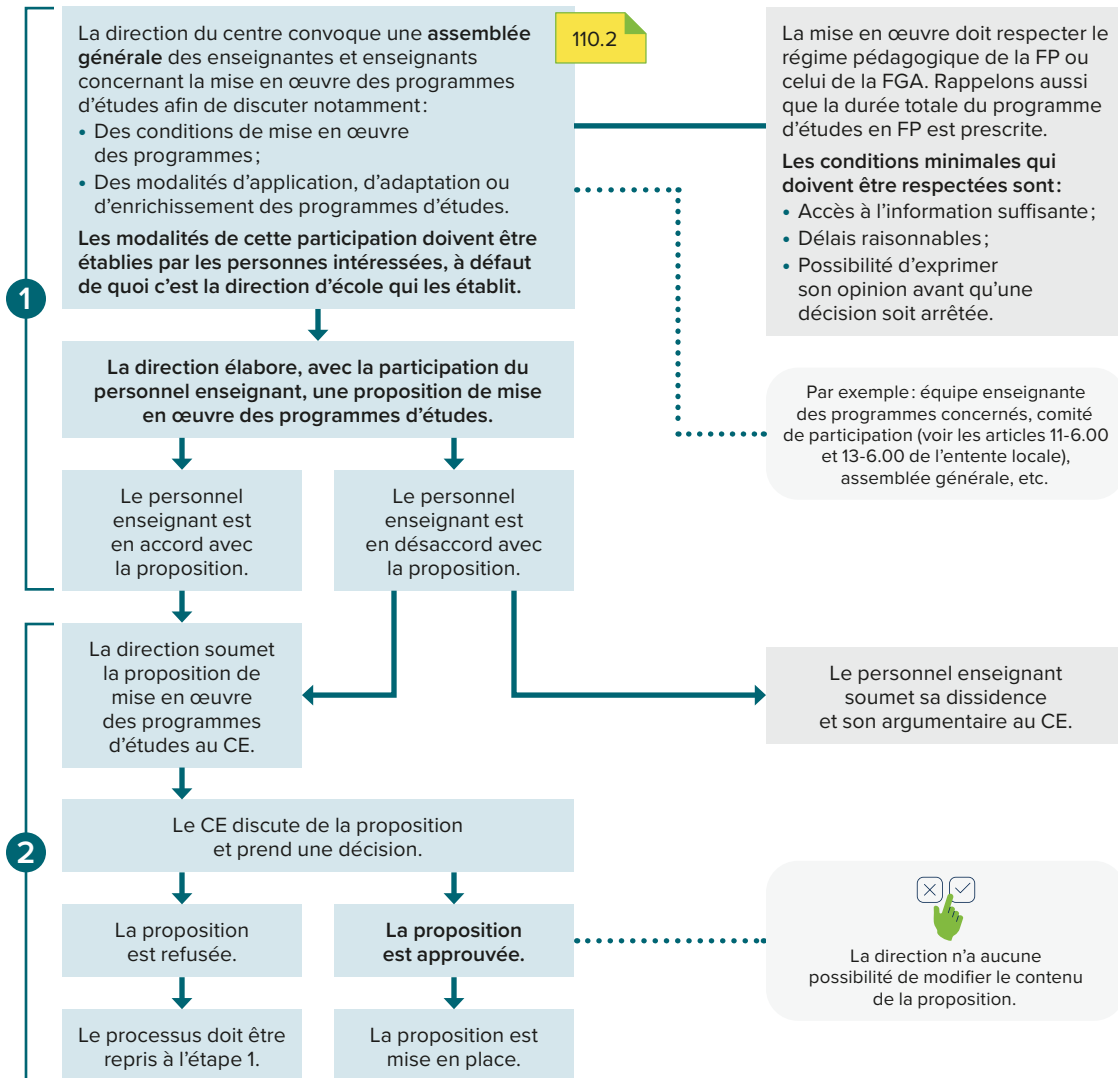 1
La direction du centre convoque une assemblée
générale des enseignantes et enseignants
concernant la mise en œuvre des programmes
d'études afin de discuter notamment :
• Des conditions de mise en œuvre
des programmes ;
• Des modalités d'application, d'adaptation ou
d'enrichissement des programmes d'études.
Les modalités de cette participation doivent être
établies par les personnes intéressées, à défaut
de quoi c'est la direction d'école qui les établit.
110.2
La mise en œuvre doit respecter le
régime pédagogique de la FP ou
celui de la FGA. Rappelons aussi
que la durée totale du programme
d'études en FP est prescrite.
Les conditions minimales qui
doivent être respectées sont :
• Accès à l'information suffisante ;
• Délais raisonnables ;
• Possibilité d'exprimer
son opinion avant qu'une
décision soit arrêtée.
La direction élabore, avec la participation du
personnel enseignant, une proposition de mise
en œuvre des programmes d'études.
Par exemple : équipe enseignante
des programmes concernés, comité
de participation (voir les articles 11-6.00
et 13-6.00 de l'entente locale),
assemblée générale, etc.
Le personnel
enseignant est
en accord avec
la proposition.
Le personnel
enseignant est
en désaccord avec
la proposition.
2
La direction soumet
la proposition de
mise en œuvre
des programmes
d'études au CE.
Le personnel enseignant
soumet sa dissidence
et son argumentaire au CE.
Le CE discute de la proposition
et prend une décision.
La proposition
est refusée.
La proposition
est approuvée.
La direction n'a aucune
possibilité de modifier le contenu
de la proposition.
Le processus doit être
repris à l'étape 1.
La proposition est
mise en place.